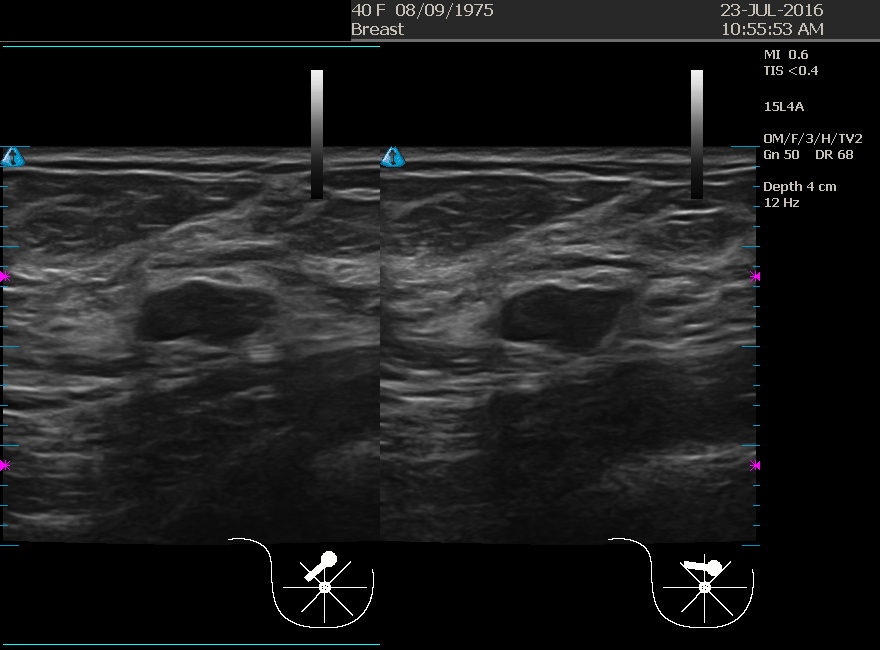 40 F 08/09/1975
23-JUL-2016
Breast
10:55:53 AM
MI 0.6
TIS <0.4
15L4A
OM/F/3/H/TV2
Gn 50 DR 68
Depth 4 cm
12 Hz